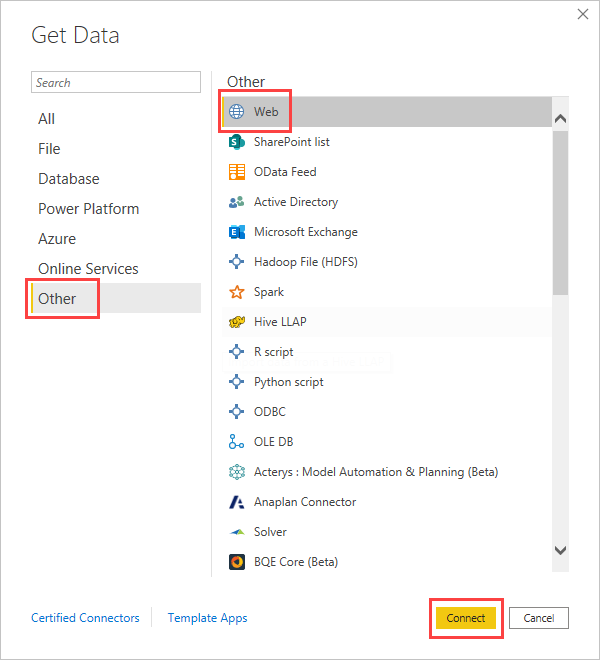 Get Data
Search
All
File
Database
Power Platform
Azure
Online Services
Other
Other
Web
SharePoint list
OData Feed
Active Directory
Microsoft Exchange
Hadoop File (HDFS)
Spark
Hive LLAP
R script
Python script
ODBC
OLE DB
Acterys : Model Automation & Planning (Beta)
Anaplan Connector
Solver
BQE Core (Beta)
Certified Connectors
Template Apps
Connect
Cancel